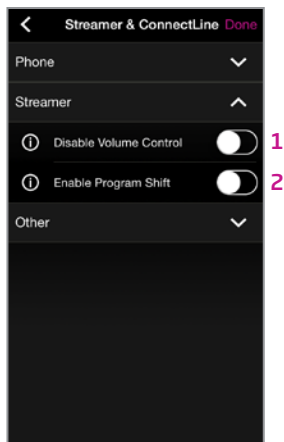 Streamer & ConnectLine Done
Phone
Streamer
Disable Volume Control 1
Enable Program Shift 2
Other